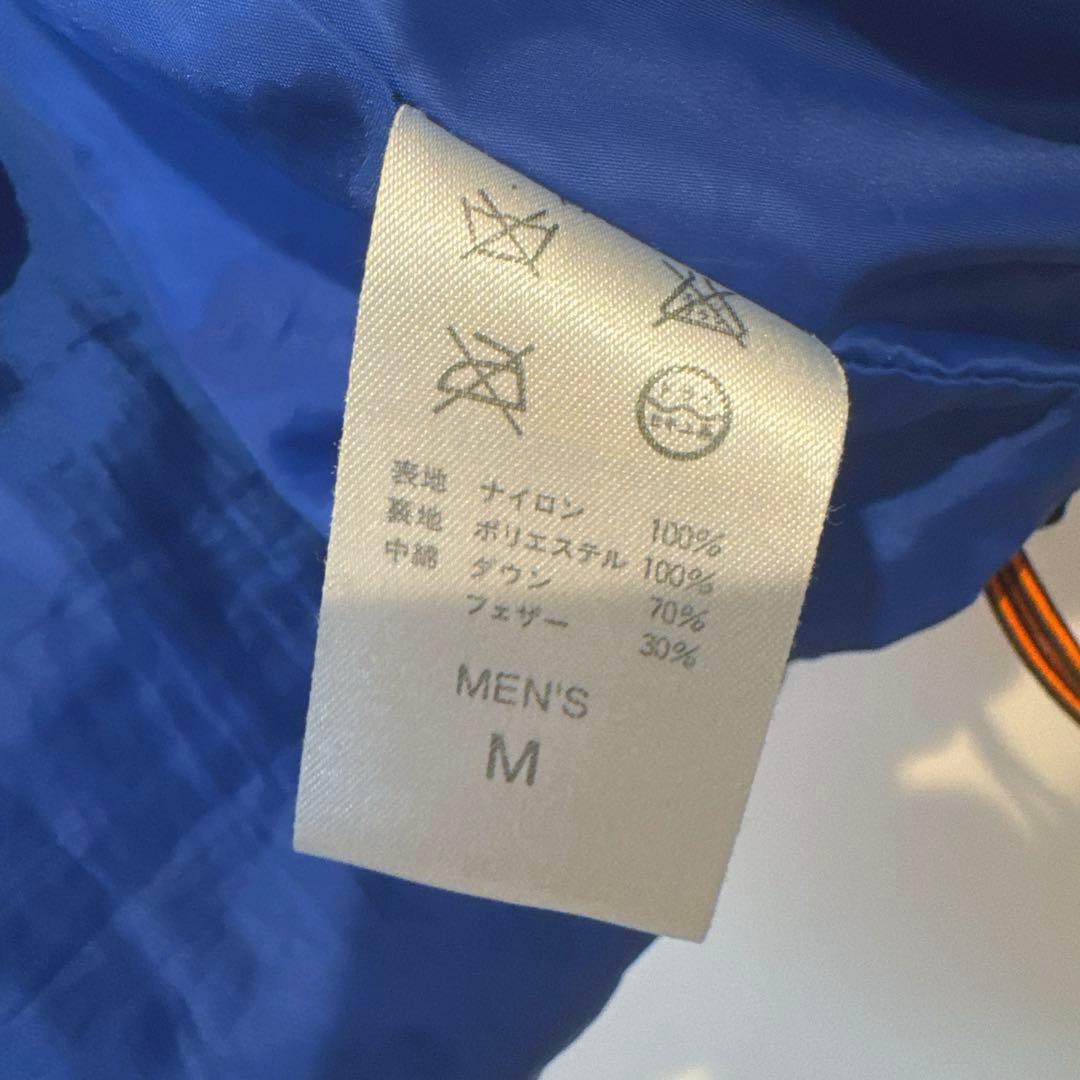 表地 ナイロン 100%
裏地 ポリエステル 100%
中綿 ダウン 70%
フェザー 30%
MEN'S
M